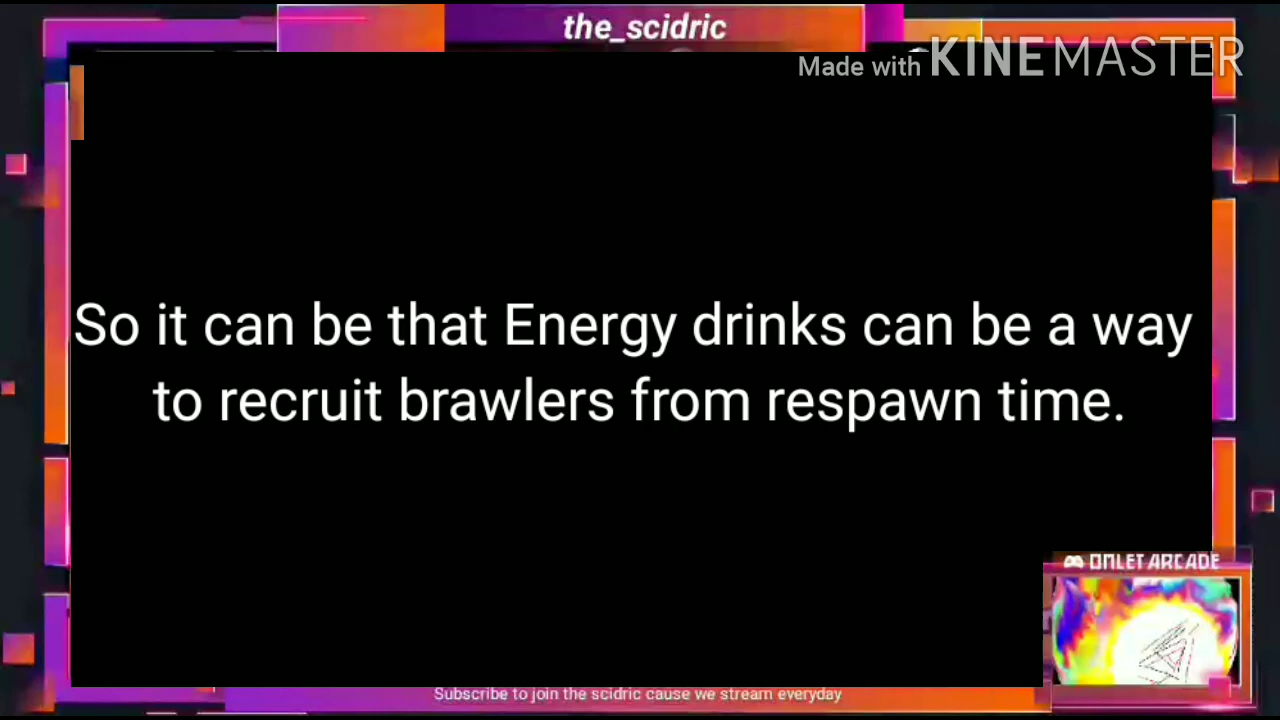 the_scidric
Made with KINEMASTER
So it can be that Energy drinks can be a way
to recruit brawlers from respawn time.
OMLET ARCADE
Subscribe to join the scidric cause we stream everyday